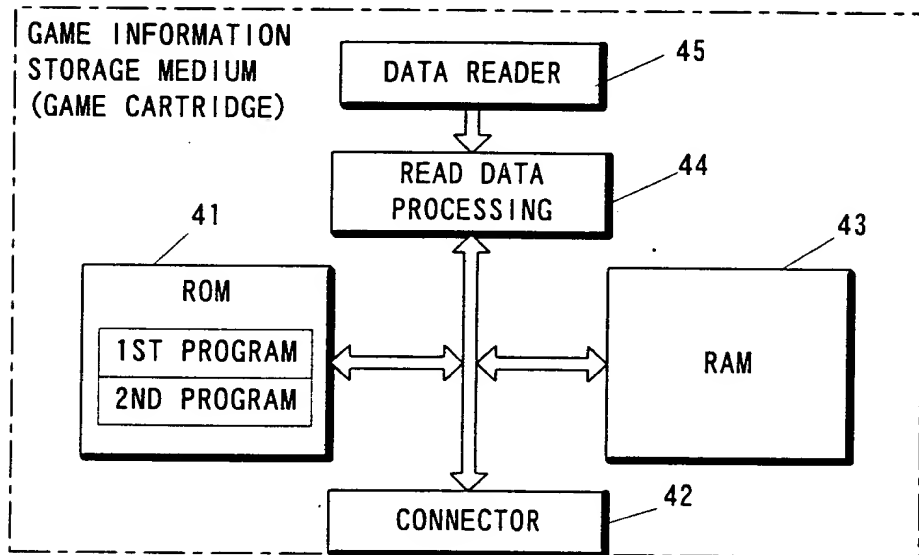 GAME INFORMATION
STORAGE MEDIUM
(GAME CARTRIDGE)
DATA READER
45
READ DATA
PROCESSING
44
41
ROM
1ST PROGRAM
2ND PROGRAM
43
RAM
CONNECTOR
42